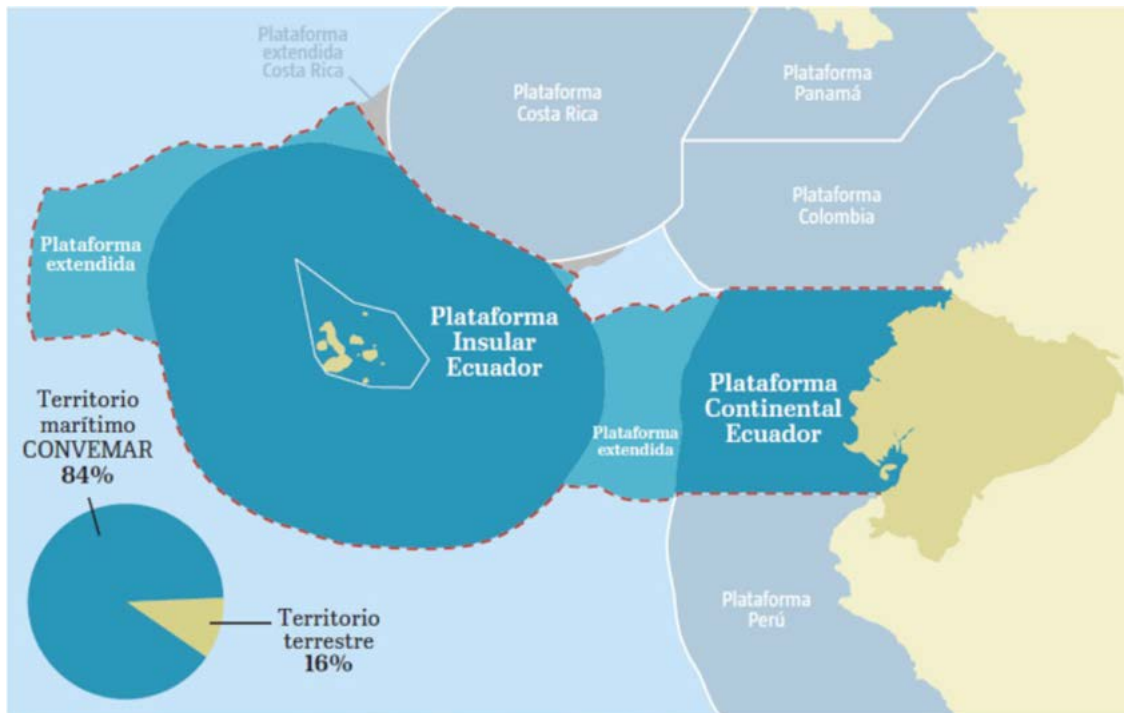 Plataforma
extendida
Costa Rica
Plataforma
Costa Rica
Plataforma
Panamá
Plataforma
Colombia
Plataforma
extendida
Plataforma
Insular
Ecuador
Plataforma
extendida
Plataforma
Continental
Ecuador
Territorio
marítimo
CONVEMAR
84%
Territorio
terrestre
16%
Plataforma
Perú